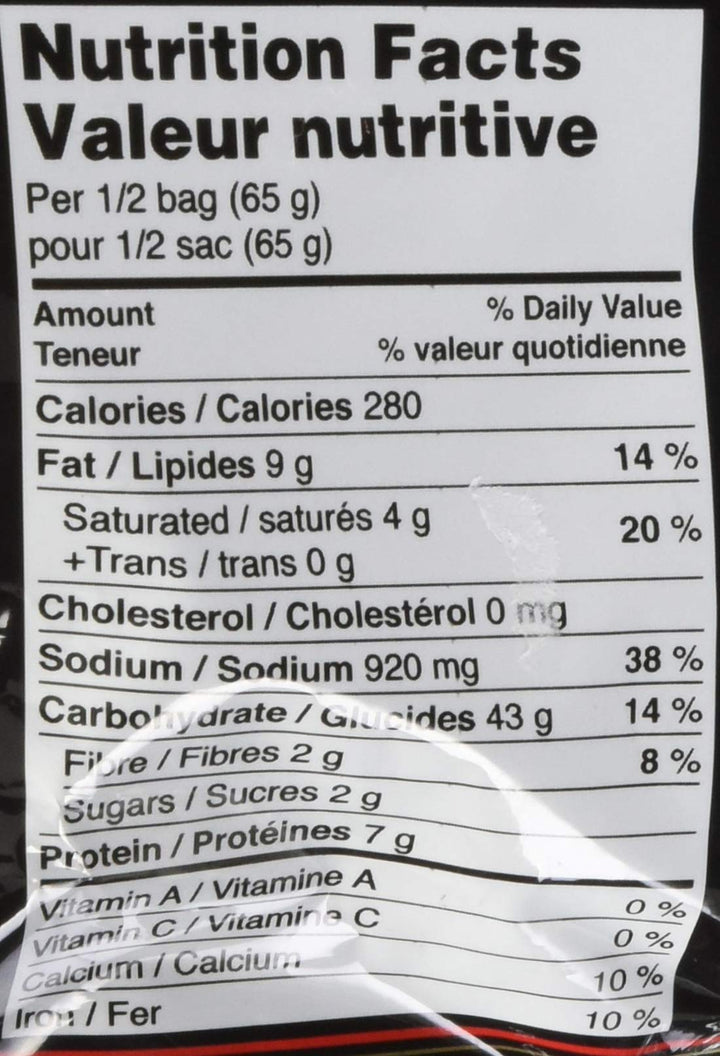 Nutrition Facts
Valeur nutritive
Per 1/2 bag (65 g)
pour 1/2 sac (65 g)
Amount % Daily Value
Teneur % valeur quotidienne
Calories / Calories 280
Fat / Lipides 9 g 14 %
Saturated / saturés 4 g 20 %
+Trans / trans 0 g
Cholesterol / Cholestérol 0 mg
Sodium / Sodium 920 mg 38 %
Carbohydrate / Glucides 43 g 14 %
Fibre / Fibres 2 g 8 %
Sugars / Sucres 2 g
Protein / Protéines 7 g
Vitamin A / Vitamine A 0 %
Vitamin C / Vitamine C 0 %
Calcium / Calcium 10 %
Iron / Fer 10 %